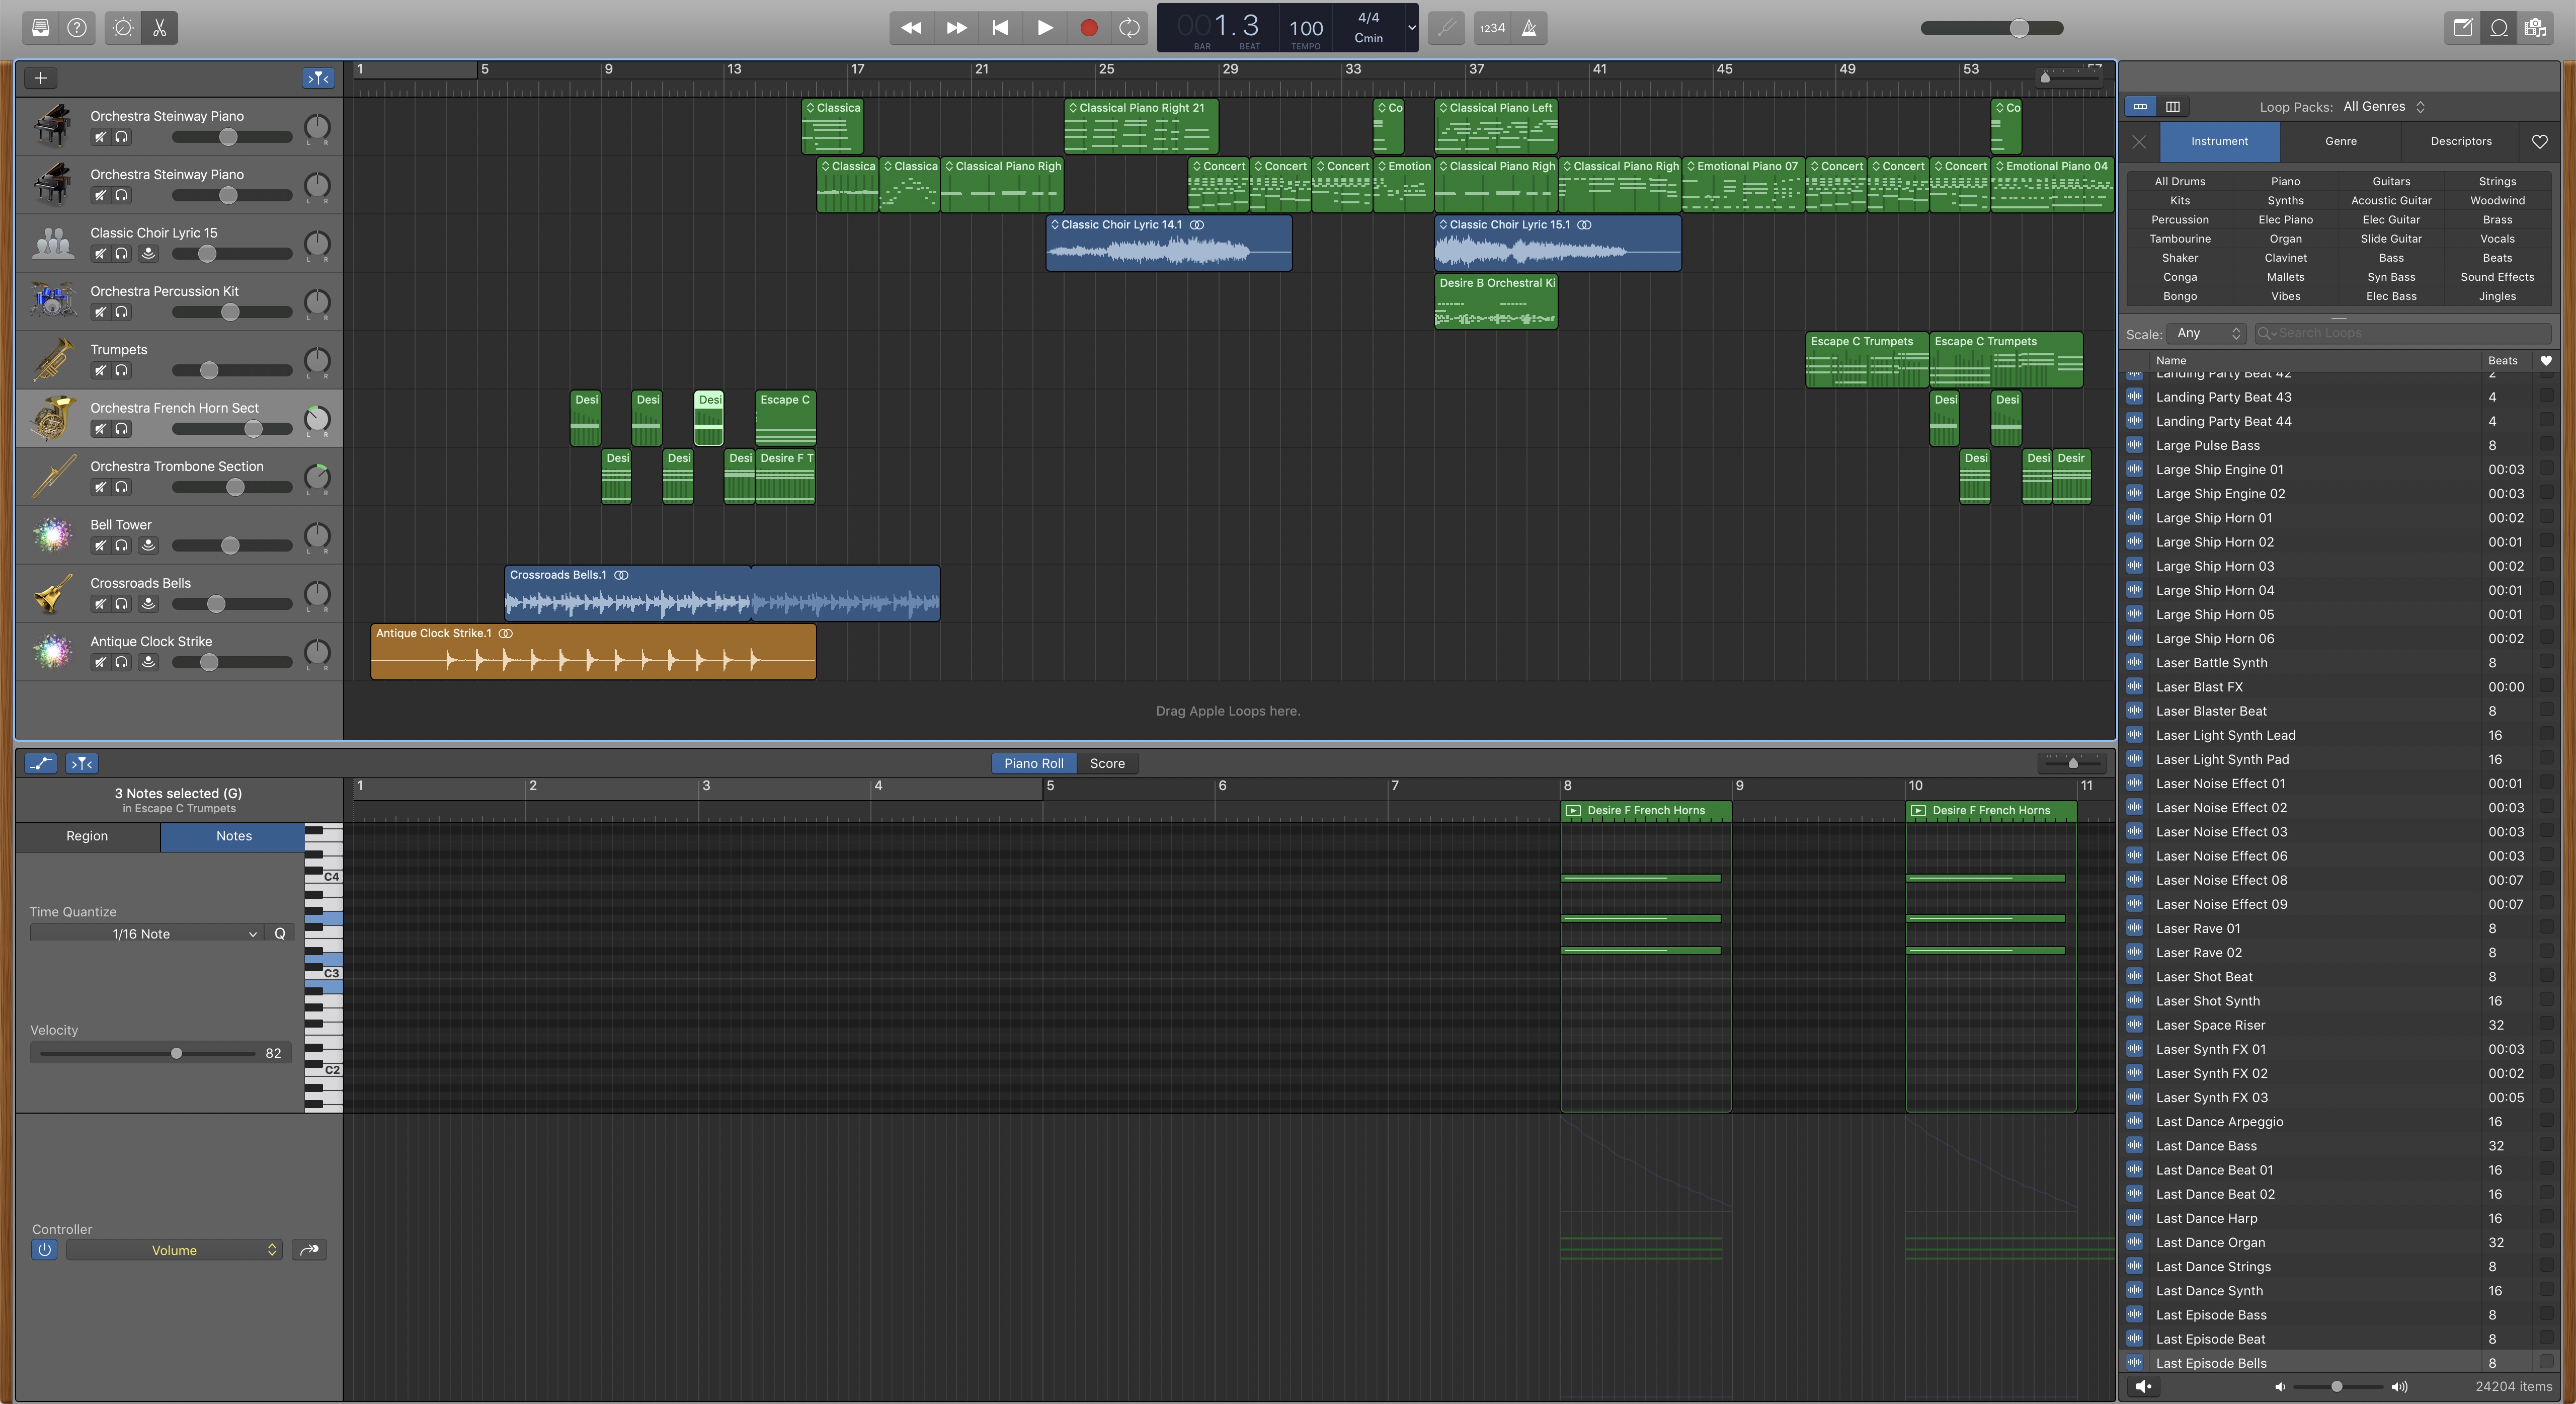 001.3
100
4/4
Cmin
BAR BEAT TEMPO
1234
1 5 9 13 17 21 25 29 33 37 41 45 49 53 57
Orchestra Steinway Piano
L R
Classica
Classical Piano Right 21
Co
Classical Piano Left
Co
Orchestra Steinway Piano
L R
Classica
Classica
Classical Piano Righ
Concert
Concert
Concert
Emotion
Classical Piano Righ
Classical Piano Righ
Emotional Piano 07
Concert
Concert
Concert
Emotional Piano 04
Classic Choir Lyric 15
L R
Classic Choir Lyric 14.1
Classic Choir Lyric 15.1
Orchestra Percussion Kit
L R
Desire B Orchestral Ki
Trumpets
L R
Escape C Trumpets
Escape C Trumpets
Orchestra French Horn Sect
L R
Desi
Desi
Desi
Escape C
Desi
Desi
Orchestra Trombone Section
L R
Desi
Desi
Desi
Desire F T
Desi
Desi
Desir
Bell Tower
L R
Crossroads Bells
L R
Crossroads Bells.1
Antique Clock Strike
L R
Antique Clock Strike.1
Drag Apple Loops here.
Piano Roll
Score
3 Notes selected (G)
in Escape C Trumpets
1 2 3 4 5 6 7 8 9 10 11
Desire F French Horns
Desire F French Horns
Region
Notes
C4
Time Quantize
1/16 Note
Q
C3
Velocity
82
C2
Controller
Volume
Loop Packs: All Genres
Instrument
Genre
Descriptors
All Drums Piano Guitars Strings
Kits Synths Acoustic Guitar Woodwind
Percussion Elec Piano Elec Guitar Brass
Tambourine Organ Slide Guitar Vocals
Shaker Clavinet Bass Beats
Conga Mallets Syn Bass Sound Effects
Bongo Vibes Elec Bass Jingles
Scale: Any
Search Loops
Name Beats
Landing Party Beat 42 2
Landing Party Beat 43 4
Landing Party Beat 44 4
Large Pulse Bass 8
Large Ship Engine 01 00:03
Large Ship Engine 02 00:03
Large Ship Horn 01 00:02
Large Ship Horn 02 00:01
Large Ship Horn 03 00:02
Large Ship Horn 04 00:01
Large Ship Horn 05 00:01
Large Ship Horn 06 00:02
Laser Battle Synth 8
Laser Blast FX 00:00
Laser Blaster Beat 8
Laser Light Synth Lead 16
Laser Light Synth Pad 16
Laser Noise Effect 01 00:01
Laser Noise Effect 02 00:03
Laser Noise Effect 03 00:03
Laser Noise Effect 06 00:03
Laser Noise Effect 08 00:07
Laser Noise Effect 09 00:07
Laser Rave 01 8
Laser Rave 02 8
Laser Shot Beat 8
Laser Shot Synth 16
Laser Space Riser 32
Laser Synth FX 01 00:03
Laser Synth FX 02 00:02
Laser Synth FX 03 00:05
Last Dance Arpeggio 16
Last Dance Bass 32
Last Dance Beat 01 16
Last Dance Beat 02 16
Last Dance Harp 16
Last Dance Organ 32
Last Dance Strings 8
Last Dance Synth 16
Last Episode Bass 8
Last Episode Beat 8
Last Episode Bells 8
24204 items